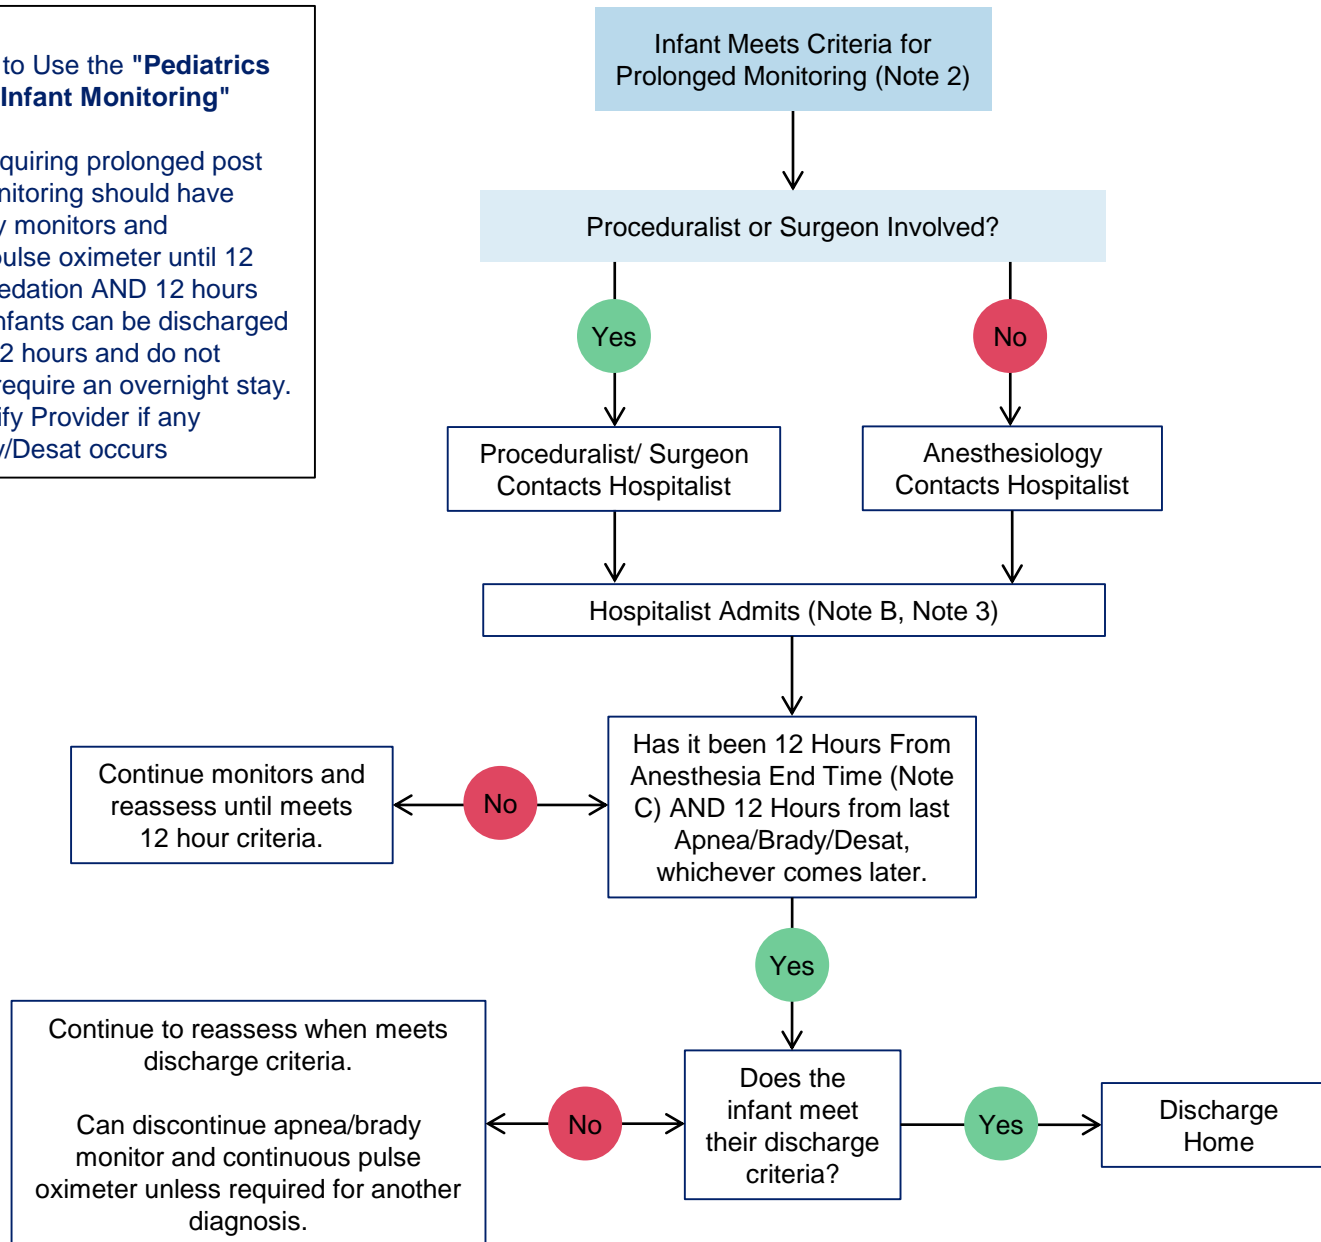 to Use the "Pediatrics
Infant Monitoring"
quiring prolonged post
nitoring should have
y monitors and
pulse oximeter until 12
edation AND 12 hours
nfants can be discharged
2 hours and do not
require an overnight stay.
ify Provider if any
y/Desat occurs
Infant Meets Criteria for
Prolonged Monitoring (Note 2)
Proceduralist or Surgeon Involved?
Yes
No
Proceduralist/ Surgeon
Contacts Hospitalist
Anesthesiology
Contacts Hospitalist
Hospitalist Admits (Note B, Note 3)
Has it been 12 Hours From
Anesthesia End Time (Note
C) AND 12 Hours from last
Apnea/Brady/Desat,
whichever comes later.
No
Continue monitors and
reassess until meets
12 hour criteria.
Yes
Does the
infant meet
their discharge
criteria?
No
Continue to reassess when meets
discharge criteria.
Can discontinue apnea/brady
monitor and continuous pulse
oximeter unless required for another
diagnosis.
Yes
Discharge
Home